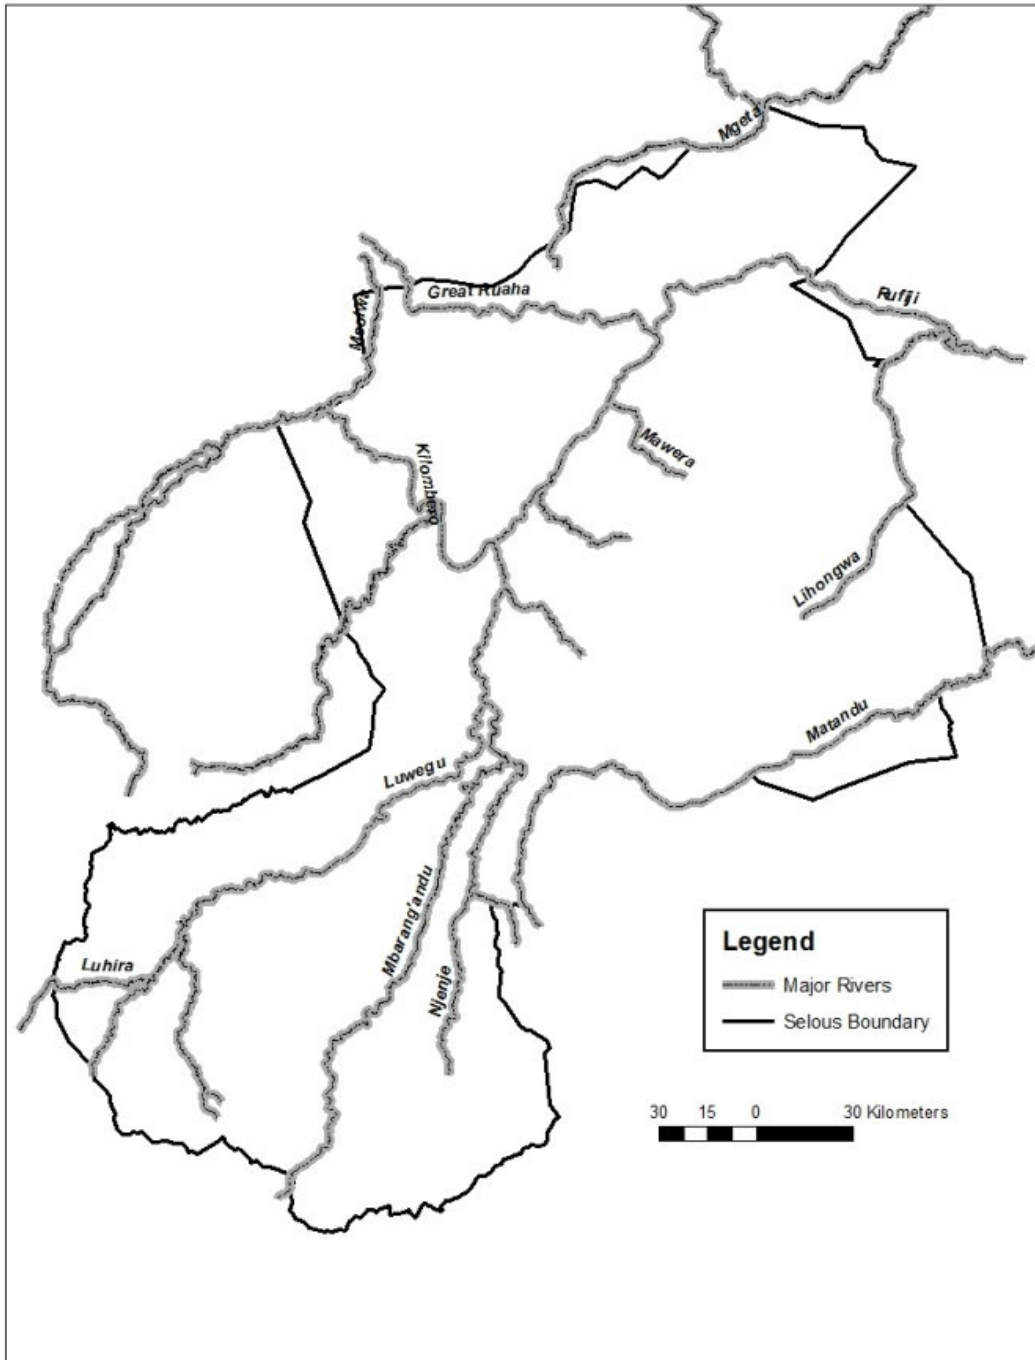 Mgeta
Great Ruaha
Rufiji
Mawera
Kilombero
Lihongwa
Matandu
Luwegu
Mbarang'andu
Luhira
Njenje
Legend
Major Rivers
Selous Boundary
30 15 0 30 Kilometers